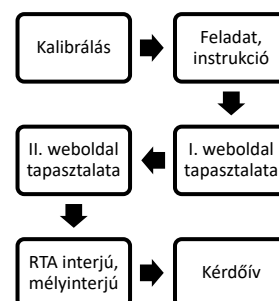 Kalibrálás
Feladat,
instrukció
II. weboldal
tapasztalata
I. weboldal
tapasztalata
RTA interjú,
mélyinterjú
Kérdőív